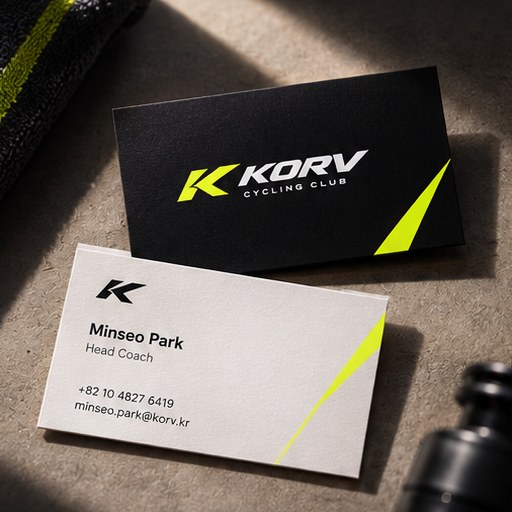 KORV
CYCLING CLUB
Minseo Park
Head Coach
+82 10 4827 6419
minseo.park@korv.kr